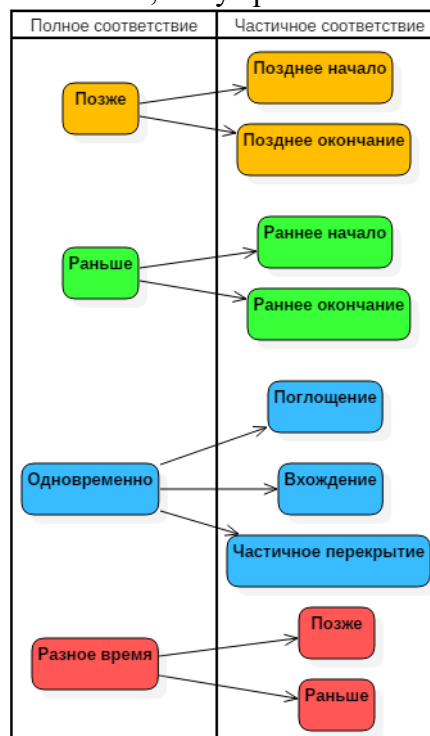 Полное соответствие
Частичное соответствие
Позже
Позднее начало
Позднее окончание
Раньше
Раннее начало
Раннее окончание
Одновременно
Поглощение
Вхождение
Частичное перекрытие
Разное время
Позже
Раньше